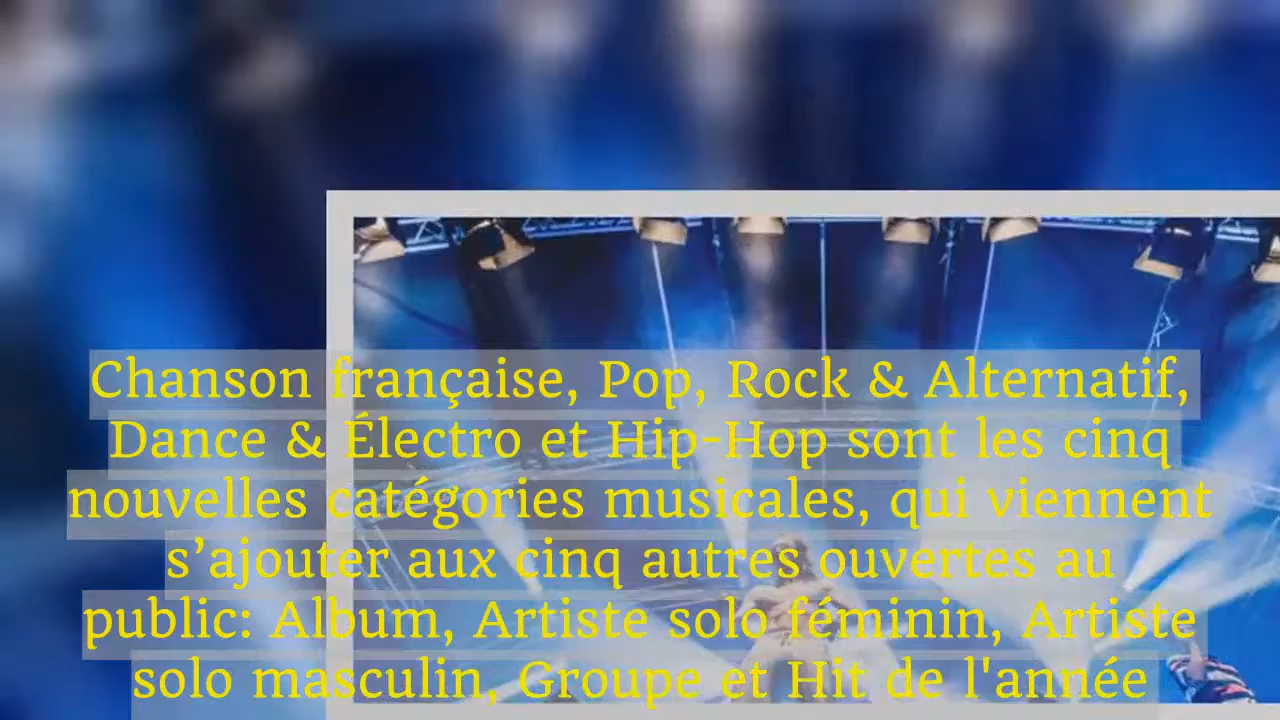 Chanson française, Pop, Rock & Alternatif,
Dance & Électro et Hip-Hop sont les cinq
nouvelles catégories musicales, qui viennent
s’ajouter aux cinq autres ouvertes au
public: Album, Artiste solo féminin, Artiste
solo masculin, Groupe et Hit de l'année